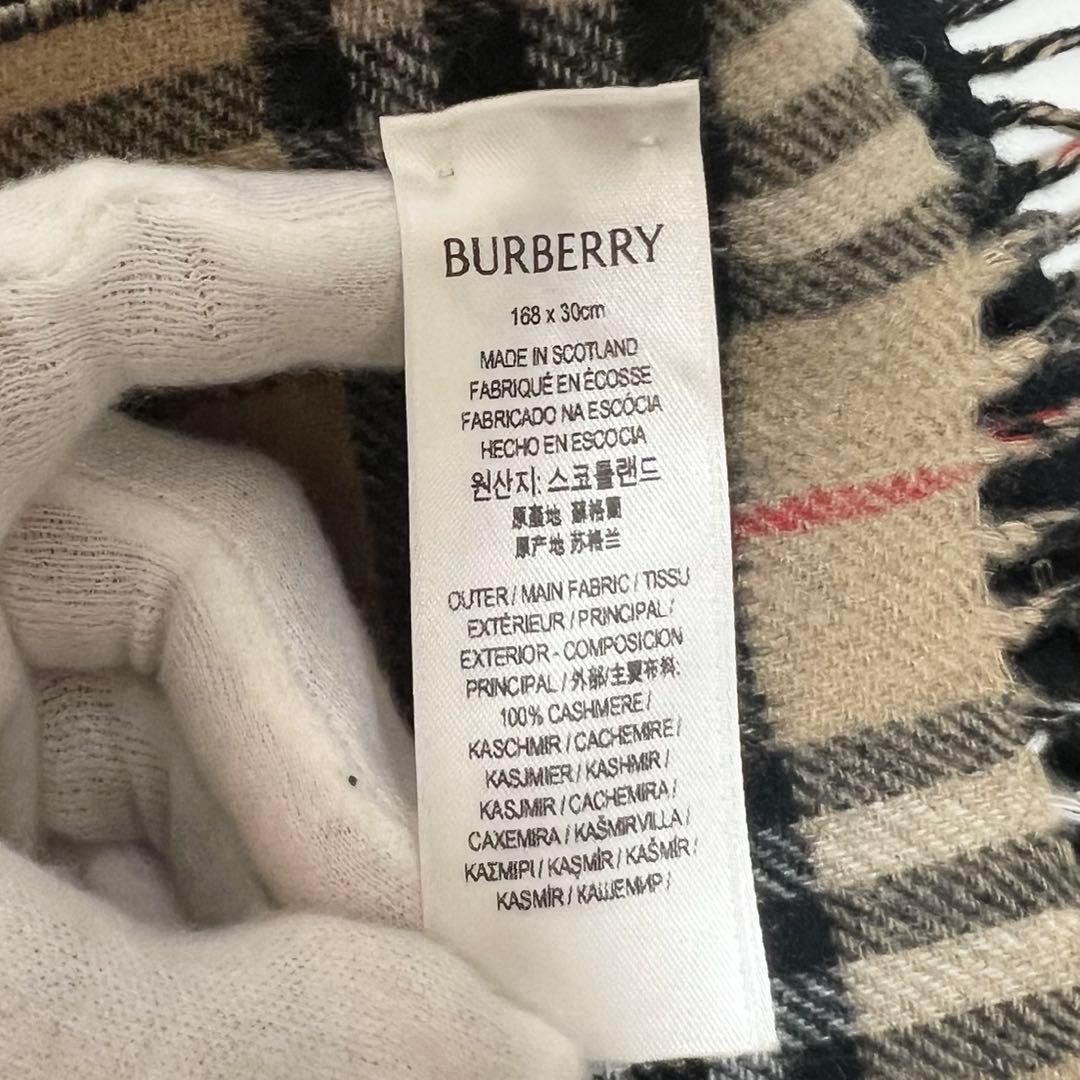 BURBERRY
168 x 30cm
MADE IN SCOTLAND
FABRIQUÉ EN ÉCOSSE
FABRICADO NA ESCÓCIA
HECHO EN ESCOCIA
원산지: 스코틀랜드
原產地 蘇格蘭
原产地 苏格兰
OUTER / MAIN FABRIC / TISSU
EXTÉRIEUR / PRINCIPAL /
EXTERIOR - COMPOSICION
PRINCIPAL / 外部/主要布料:
100% CASHMERE /
KASCHMIR / CACHEMIRE /
KASJMIER / KASHMIR /
KASJMIR / CACHEMIRA /
CAXEMIRA / KAŠMIRVILLA /
ΚΑΣΜΙΡΙ / KAŞMİR / KAŠMÍR /
KASMÍR / КАШЕМИР /